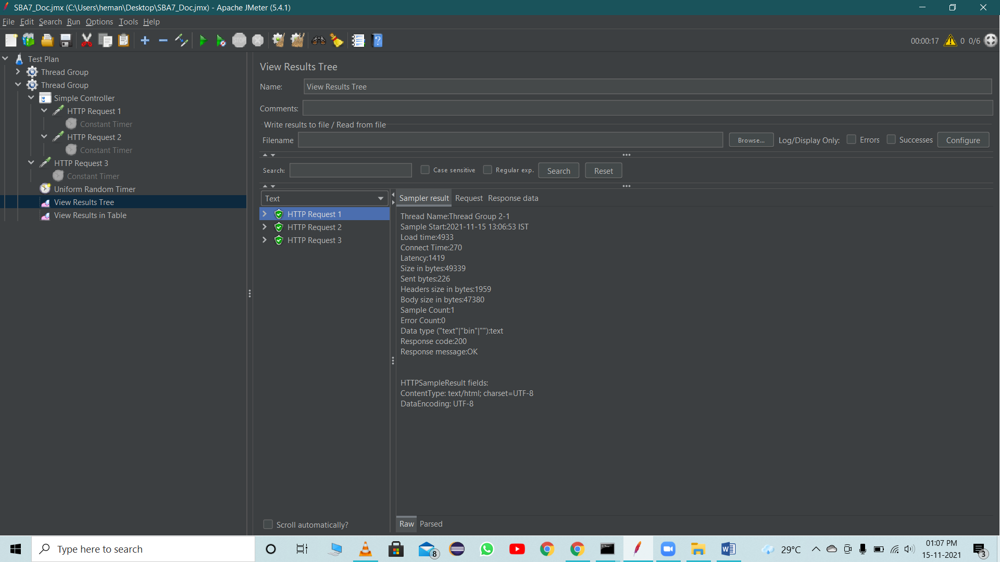 SBA7_Doc.jmx (C:\Users\heman\Desktop\SBA7_Doc.jmx) - Apache JMeter (5.4.1)
File Edit Search Run Options Tools Help
STOP
00:00:17 0 0/6
Test Plan
Thread Group
Thread Group
Simple Controller
HTTP Request 1
Constant Timer
HTTP Request 2
Constant Timer
HTTP Request 3
Constant Timer
Uniform Random Timer
View Results Tree
View Results in Table
View Results Tree
Name: View Results Tree
Comments:
Write results to file / Read from file
Filename Browse... Log/Display Only: Errors Successes Configure
Search: Case sensitive Regular exp. Search Reset
Text
HTTP Request 1
HTTP Request 2
HTTP Request 3
Scroll automatically?
Sampler result Request Response data
Thread Name:Thread Group 2-1
Sample Start:2021-11-15 13:06:53 IST
Load time:4933
Connect Time:270
Latency:1419
Size in bytes:49339
Sent bytes:226
Headers size in bytes:1959
Body size in bytes:47380
Sample Count:1
Error Count:0
Data type ("text"|"bin"|""):text
Response code:200
Response message:OK
HTTPSampleResult fields:
ContentType: text/html; charset=UTF-8
DataEncoding: UTF-8
Raw Parsed
Type here to search
8
29°C
01:07 PM
15-11-2021
3